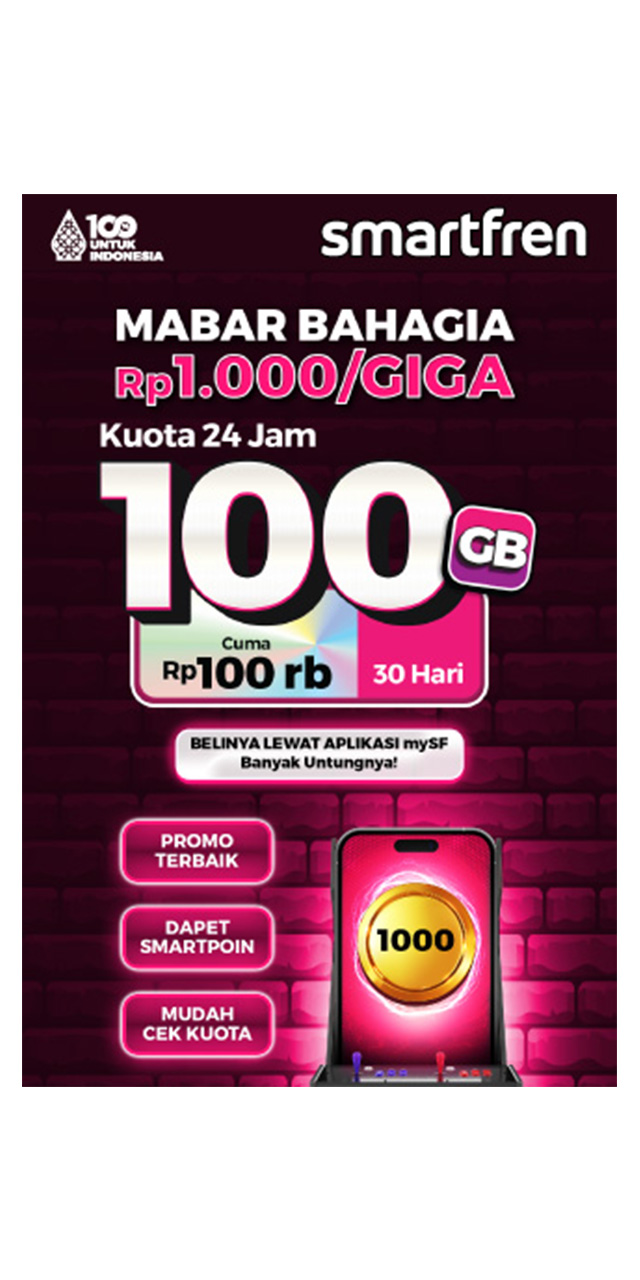 100
UNTUK
INDONESIA
smartfren
MABAR BAHAGIA
Rp1.000/GIGA
Kuota 24 Jam
100
GB
Cuma
Rp100 rb
30 Hari
BELINYA LEWAT APLIKASI mySF
Banyak Untungnya!
PROMO
TERBAIK
DAPET
SMARTPOIN
MUDAH
CEK KUOTA
1000